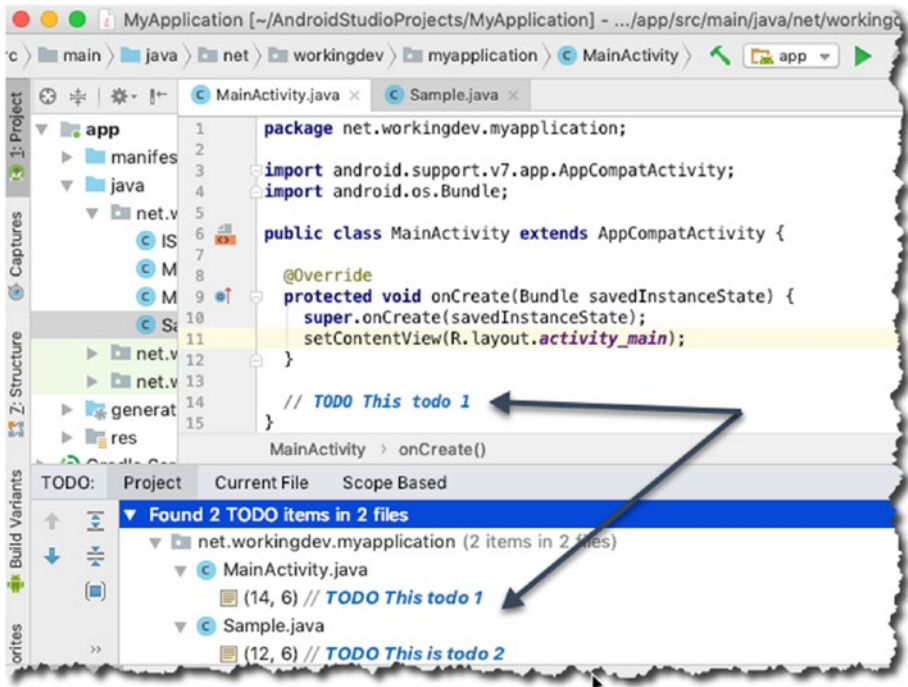 MyApplication [~/AndroidStudioProjects/MyApplication] - .../app/src/main/java/net/workingd
main java net workingdev myapplication MainActivity app
1: Project
MainActivity.java Sample.java
app
manifes
java
net.v
IS
M
M
Sa
net.v
net.v
generat
res
Captures
7: Structure
Build Variants
orites
1 package net.workingdev.myapplication;
2
3 import android.support.v7.app.AppCompatActivity;
4 import android.os.Bundle;
5
6 public class MainActivity extends AppCompatActivity {
7
8 @Override
9 protected void onCreate(Bundle savedInstanceState) {
10 super.onCreate(savedInstanceState);
11 setContentView(R.layout.activity_main);
12 }
13
14 // TODO This todo 1
15 }
MainActivity > onCreate()
TODO: Project Current File Scope Based
Found 2 TODO items in 2 files
net.workingdev.myapplication (2 items in 2 files)
MainActivity.java
(14, 6) // TODO This todo 1
Sample.java
(12, 6) // TODO This is todo 2